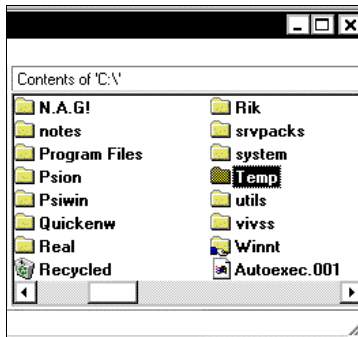 Contents of 'C:\'
N.A.G!
notes
Program Files
Psion
Psiwin
Quickenw
Real
Recycled
Rik
srvpacks
system
Temp
utils
vivss
Winnt
Autoexec.001